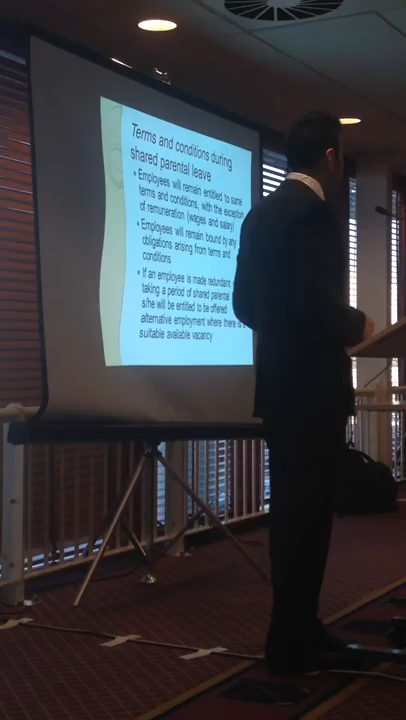 Terms and conditions during
shared parental leave
• Employees will remain entitled to same
terms and conditions, with the exception
of remuneration (wages and salary)
• Employees will remain bound by any
obligations arising from terms and
conditions
• If an employee is made redundant
taking a period of shared parental
s/he will be entitled to be offered
alternative employment where there is a
suitable available vacancy